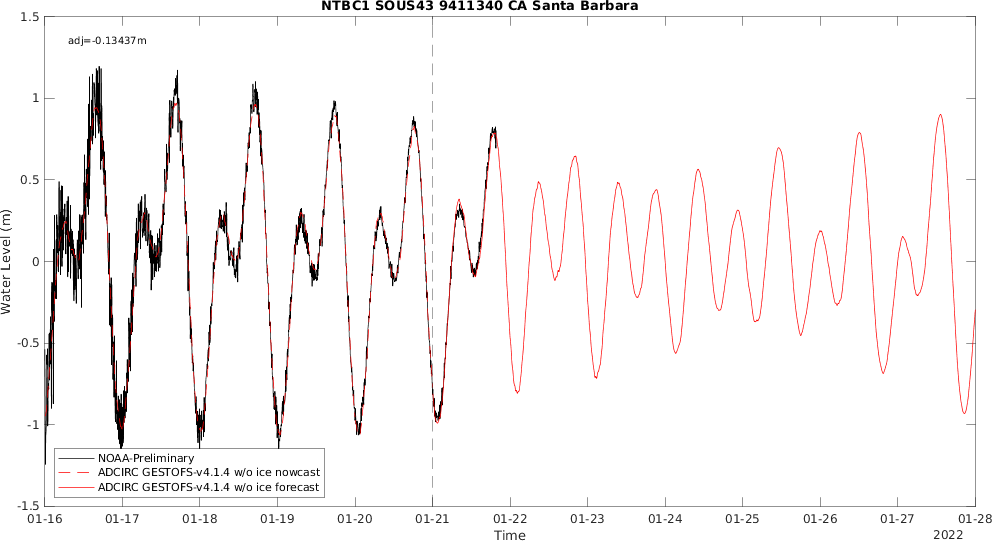 NTBC1 SOUS43 9411340 CA Santa Barbara
adj=-0.13437m
1.5
1
0.5
0
-0.5
-1
-1.5
Water Level (m)
NOAA-Preliminary
ADCIRC GESTOFS-v4.1.4 w/o ice nowcast
ADCIRC GESTOFS-v4.1.4 w/o ice forecast
01-16 01-17 01-18 01-19 01-20 01-21 01-22 01-23 01-24 01-25 01-26 01-27 01-28
Time
2022